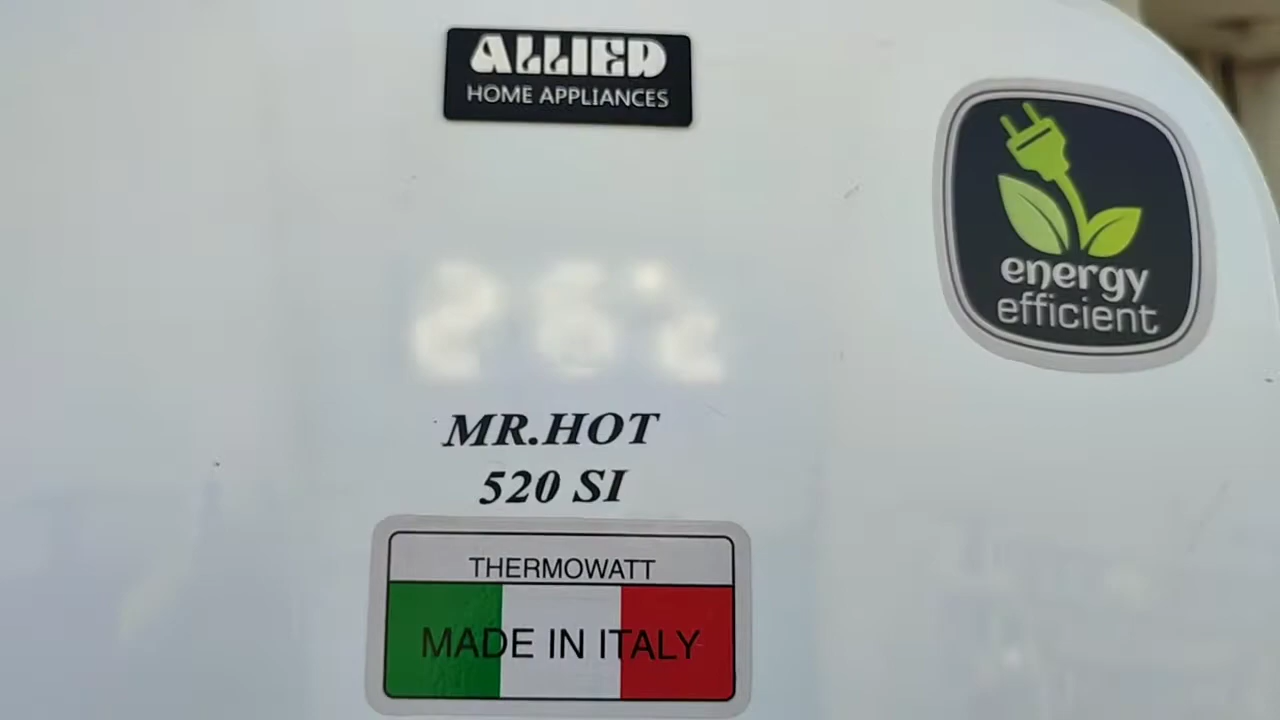 ALLIED
HOME APPLIANCES
energy
efficient
MR.HOT
520 SI
THERMOWATT
MADE IN ITALY